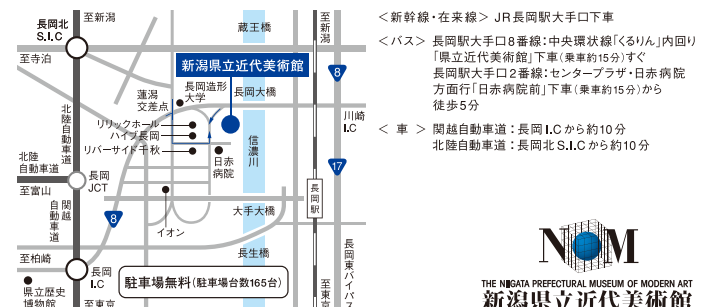 長岡北
S.I.C
至新潟
至寺泊
北陸自動車道
北陸
自動車道
長岡
JCT
至富山
関越自動車道
至柏崎
長岡
I.C
県立歴史
博物館
至東京
蔵王橋
新潟県立近代美術館
蓮潟
交差点
長岡造形
大学
長岡大橋
リリックホール
ハイブ長岡
リバーサイド千秋
日赤
病院
信濃川
イオン
大手大橋
長生橋
8
駐車場無料(駐車場台数165台)
至新潟
8
川崎
I.C
17
長岡駅
長岡東バイパス
至東京
＜新幹線・在来線＞ JR長岡駅大手口下車
＜バス＞ 長岡駅大手口8番線:中央環状線「くるりん」内回り
「県立近代美術館」下車(乗車約15分)すぐ
長岡駅大手口2番線:センタープラザ・日赤病院
方面行「日赤病院前」下車(乗車約15分)から
徒歩5分
＜ 車 ＞ 関越自動車道:長岡I.Cから約10分
北陸自動車道:長岡北S.I.Cから約10分
NOM
THE NIIGATA PREFECTURAL MUSEUM OF MODERN ART
新潟県立近代美術館